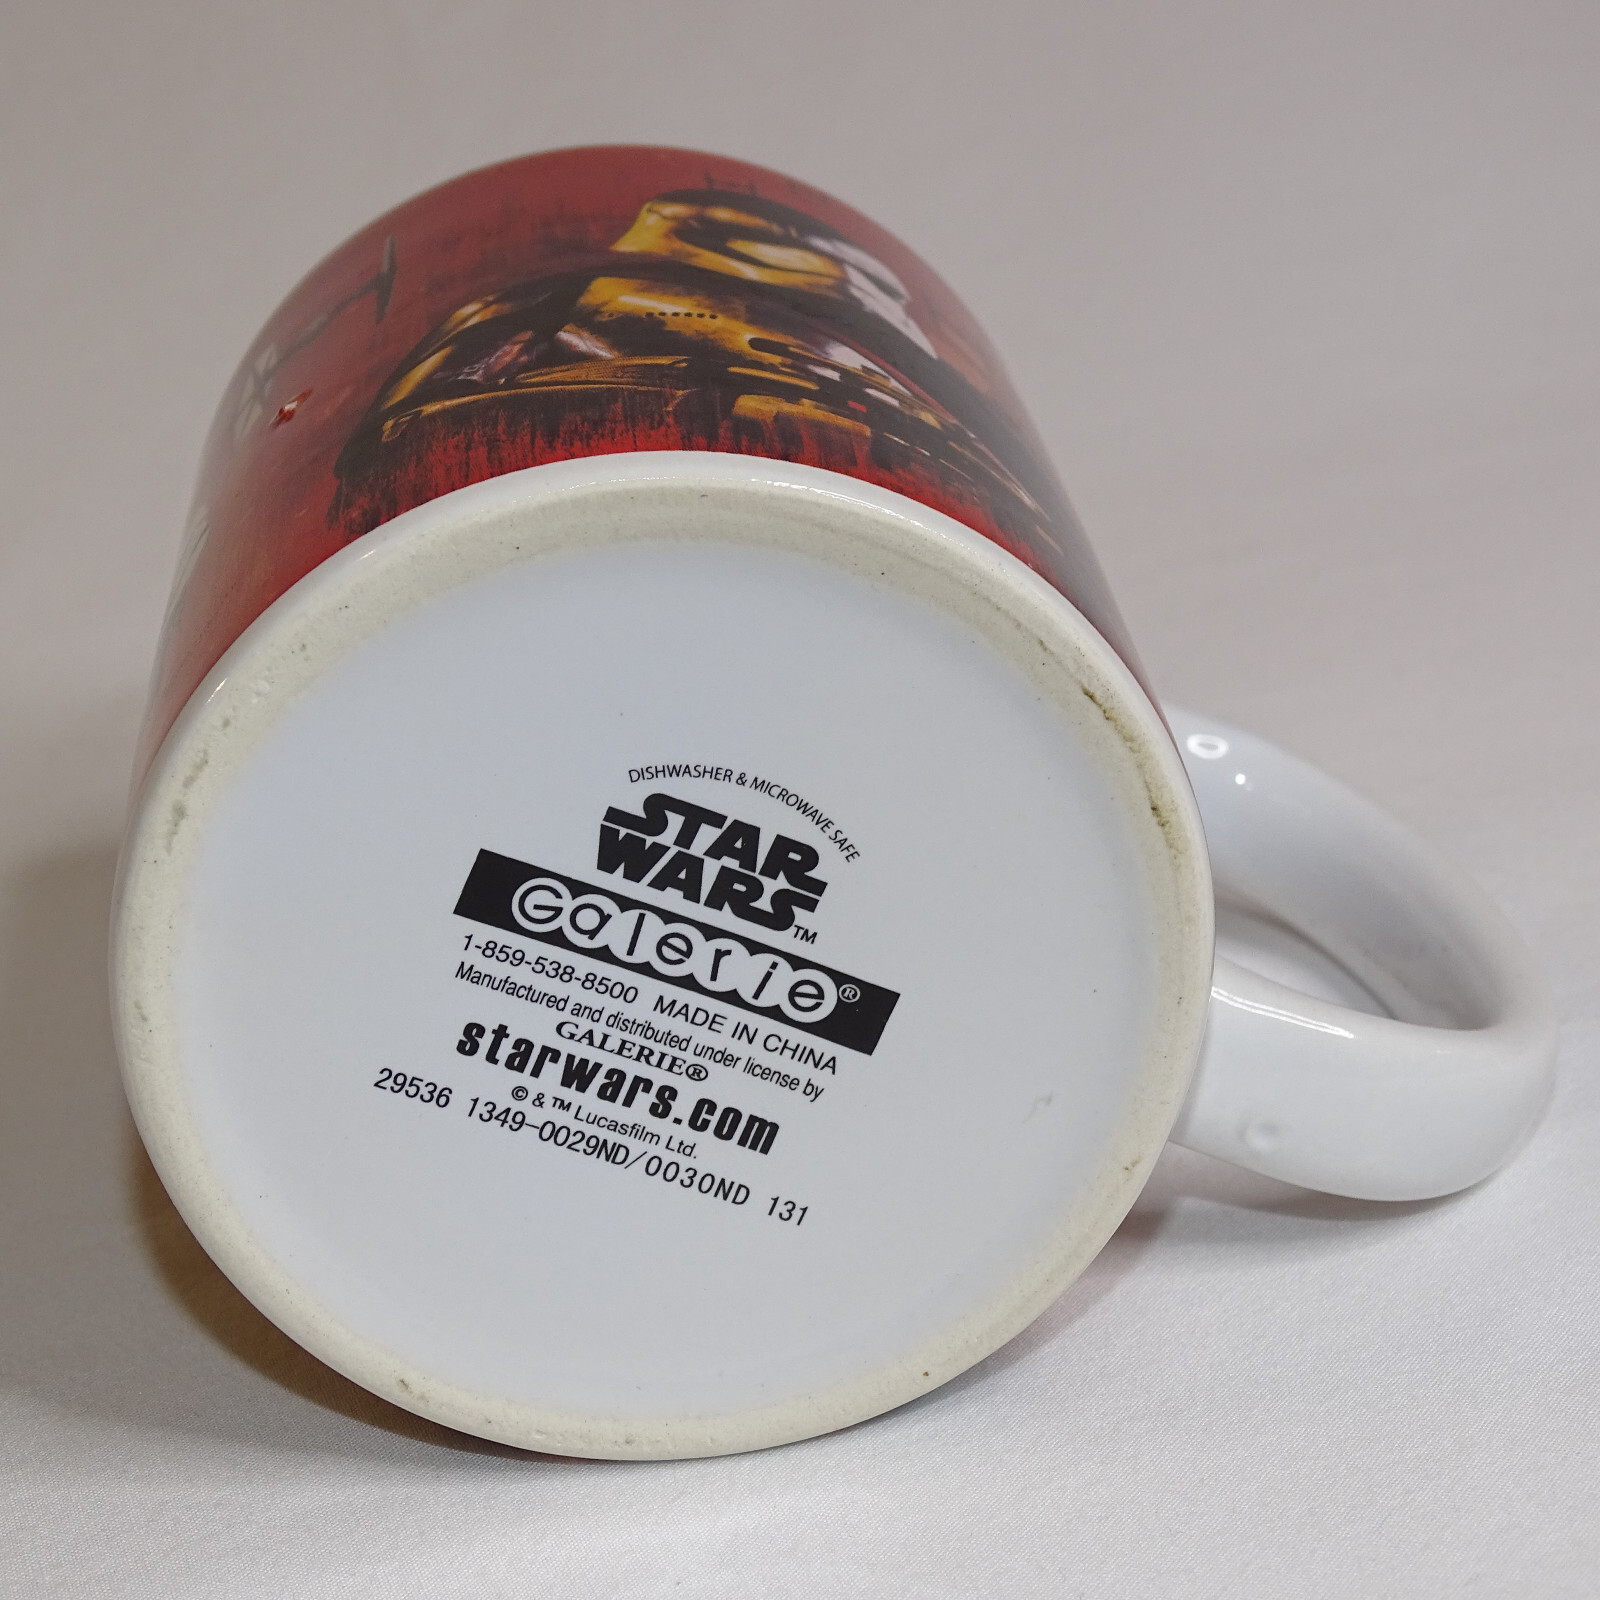 DISHWASHER & MICROWAVE SAFE
STAR
WARS™
Galerie®
1-859-538-8500 MADE IN CHINA
Manufactured and distributed under license by
GALERIE®
starwars.com
© & ™ Lucasfilm Ltd.
29536 1349-0029ND/0030ND 131